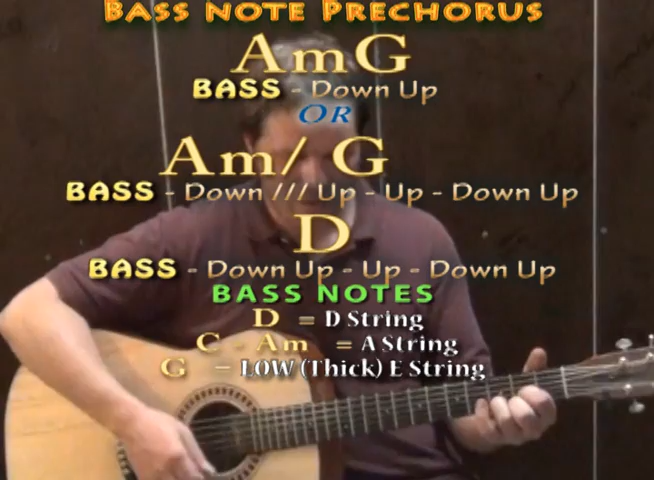 BASS NOTE PRECHORUS
Am G
BASS - Down Up
OR
Am/ G
BASS - Down /// Up - Up - Down Up
D
BASS - Down Up - Up - Down Up
BASS NOTES
D = D String
C - Am = A String
G = LOW (Thick) E String